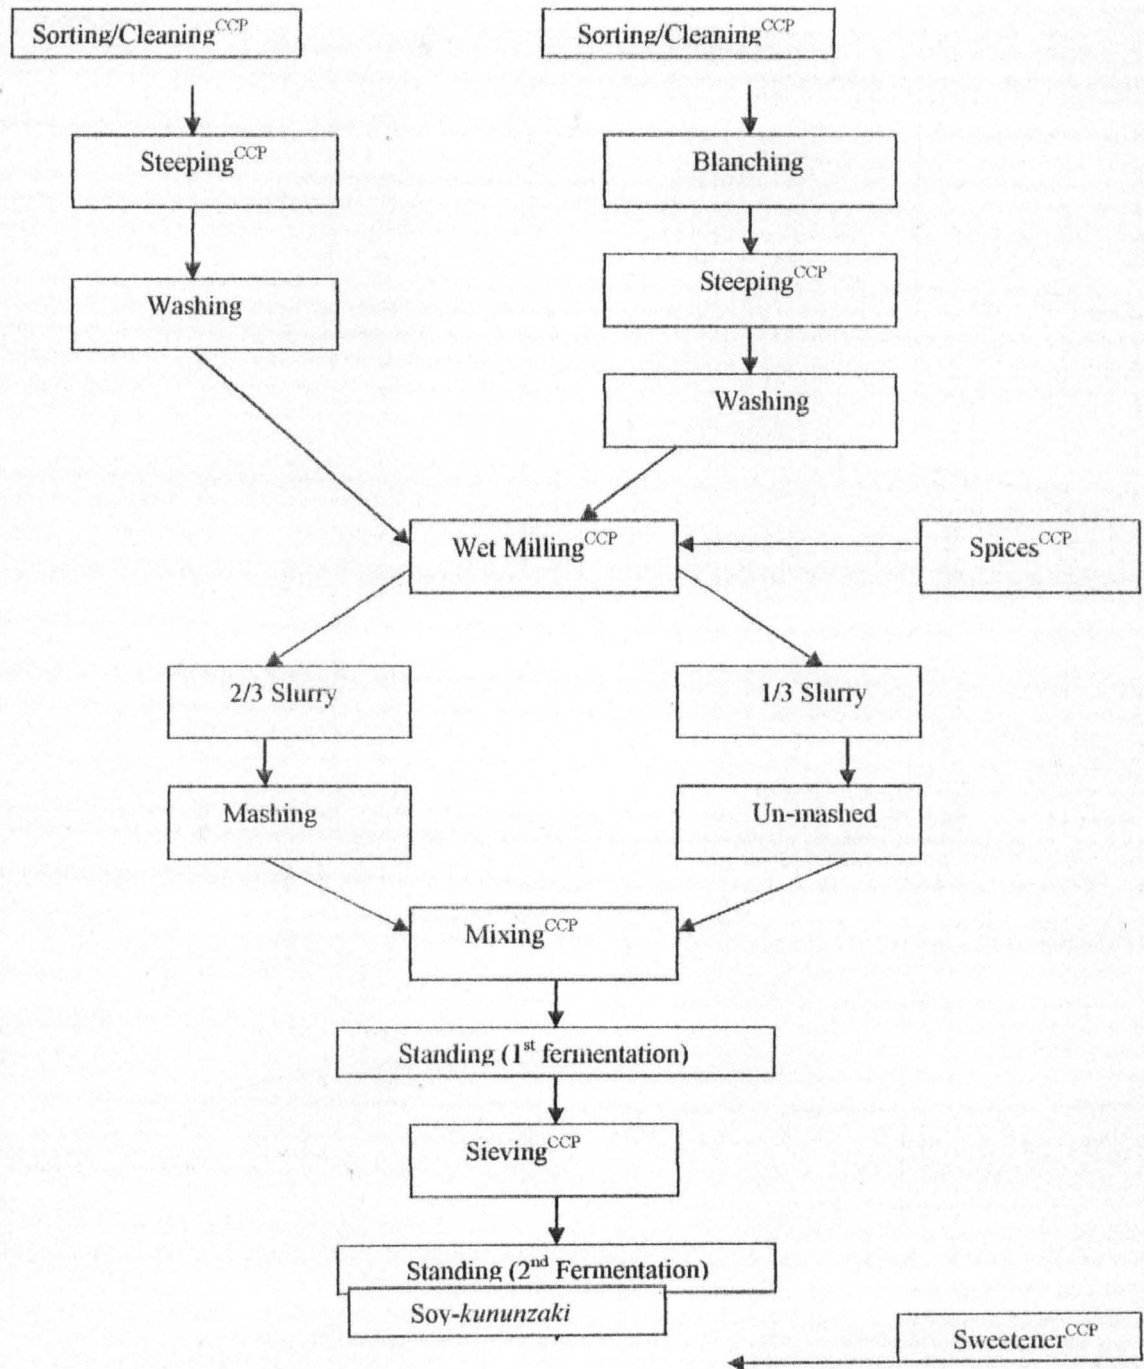 Sorting/Cleaning^CCP
Sorting/Cleaning^CCP
Steeping^CCP
Blanching
Steeping^CCP
Washing
Washing
Wet Milling^CCP
Spices^CCP
2/3 Slurry
1/3 Slurry
Mashing
Un-mashed
Mixing^CCP
Standing (1st fermentation)
Sieving^CCP
Standing (2nd Fermentation)
Soy-kununzaki
Sweetener^CCP